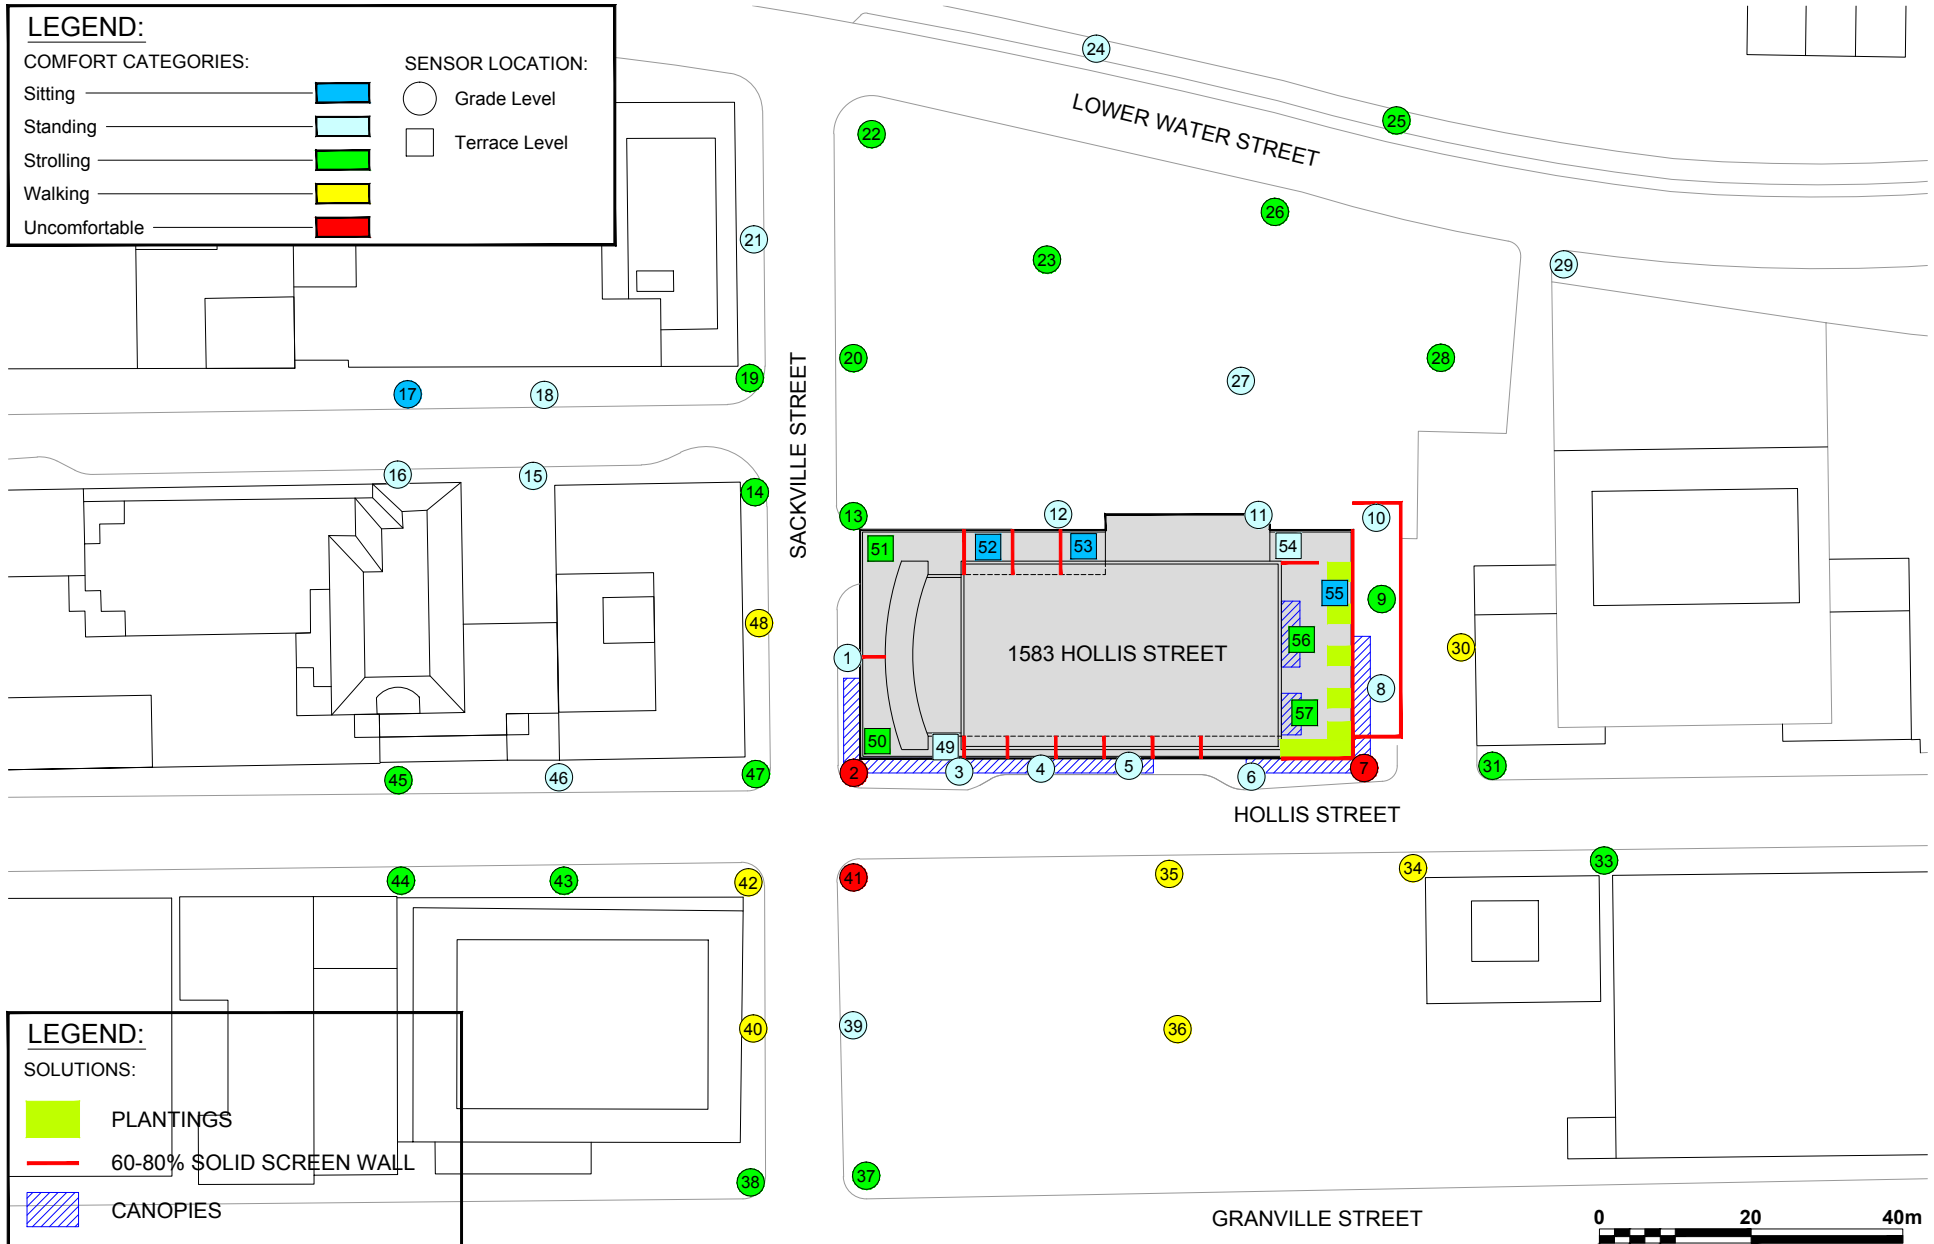 LEGEND:
COMFORT CATEGORIES:
Sitting
Standing
Strolling
Walking
Uncomfortable
SENSOR LOCATION:
Grade Level
Terrace Level
24
25
LOWER WATER STREET
22
26
21
23
29
20
28
19
27
17
18
SACKVILLE STREET
16
15
14
13
12
11
10
51
52
53
54
55
9
48
56
30
1
1583 HOLLIS STREET
8
57
50
49
2
3
4
5
6
7
31
45
46
47
HOLLIS STREET
44
43
42
41
35
34
33
40
39
36
38
37
LEGEND:
SOLUTIONS:
PLANTINGS
60-80% SOLID SCREEN WALL
CANOPIES
GRANVILLE STREET
0 20 40m